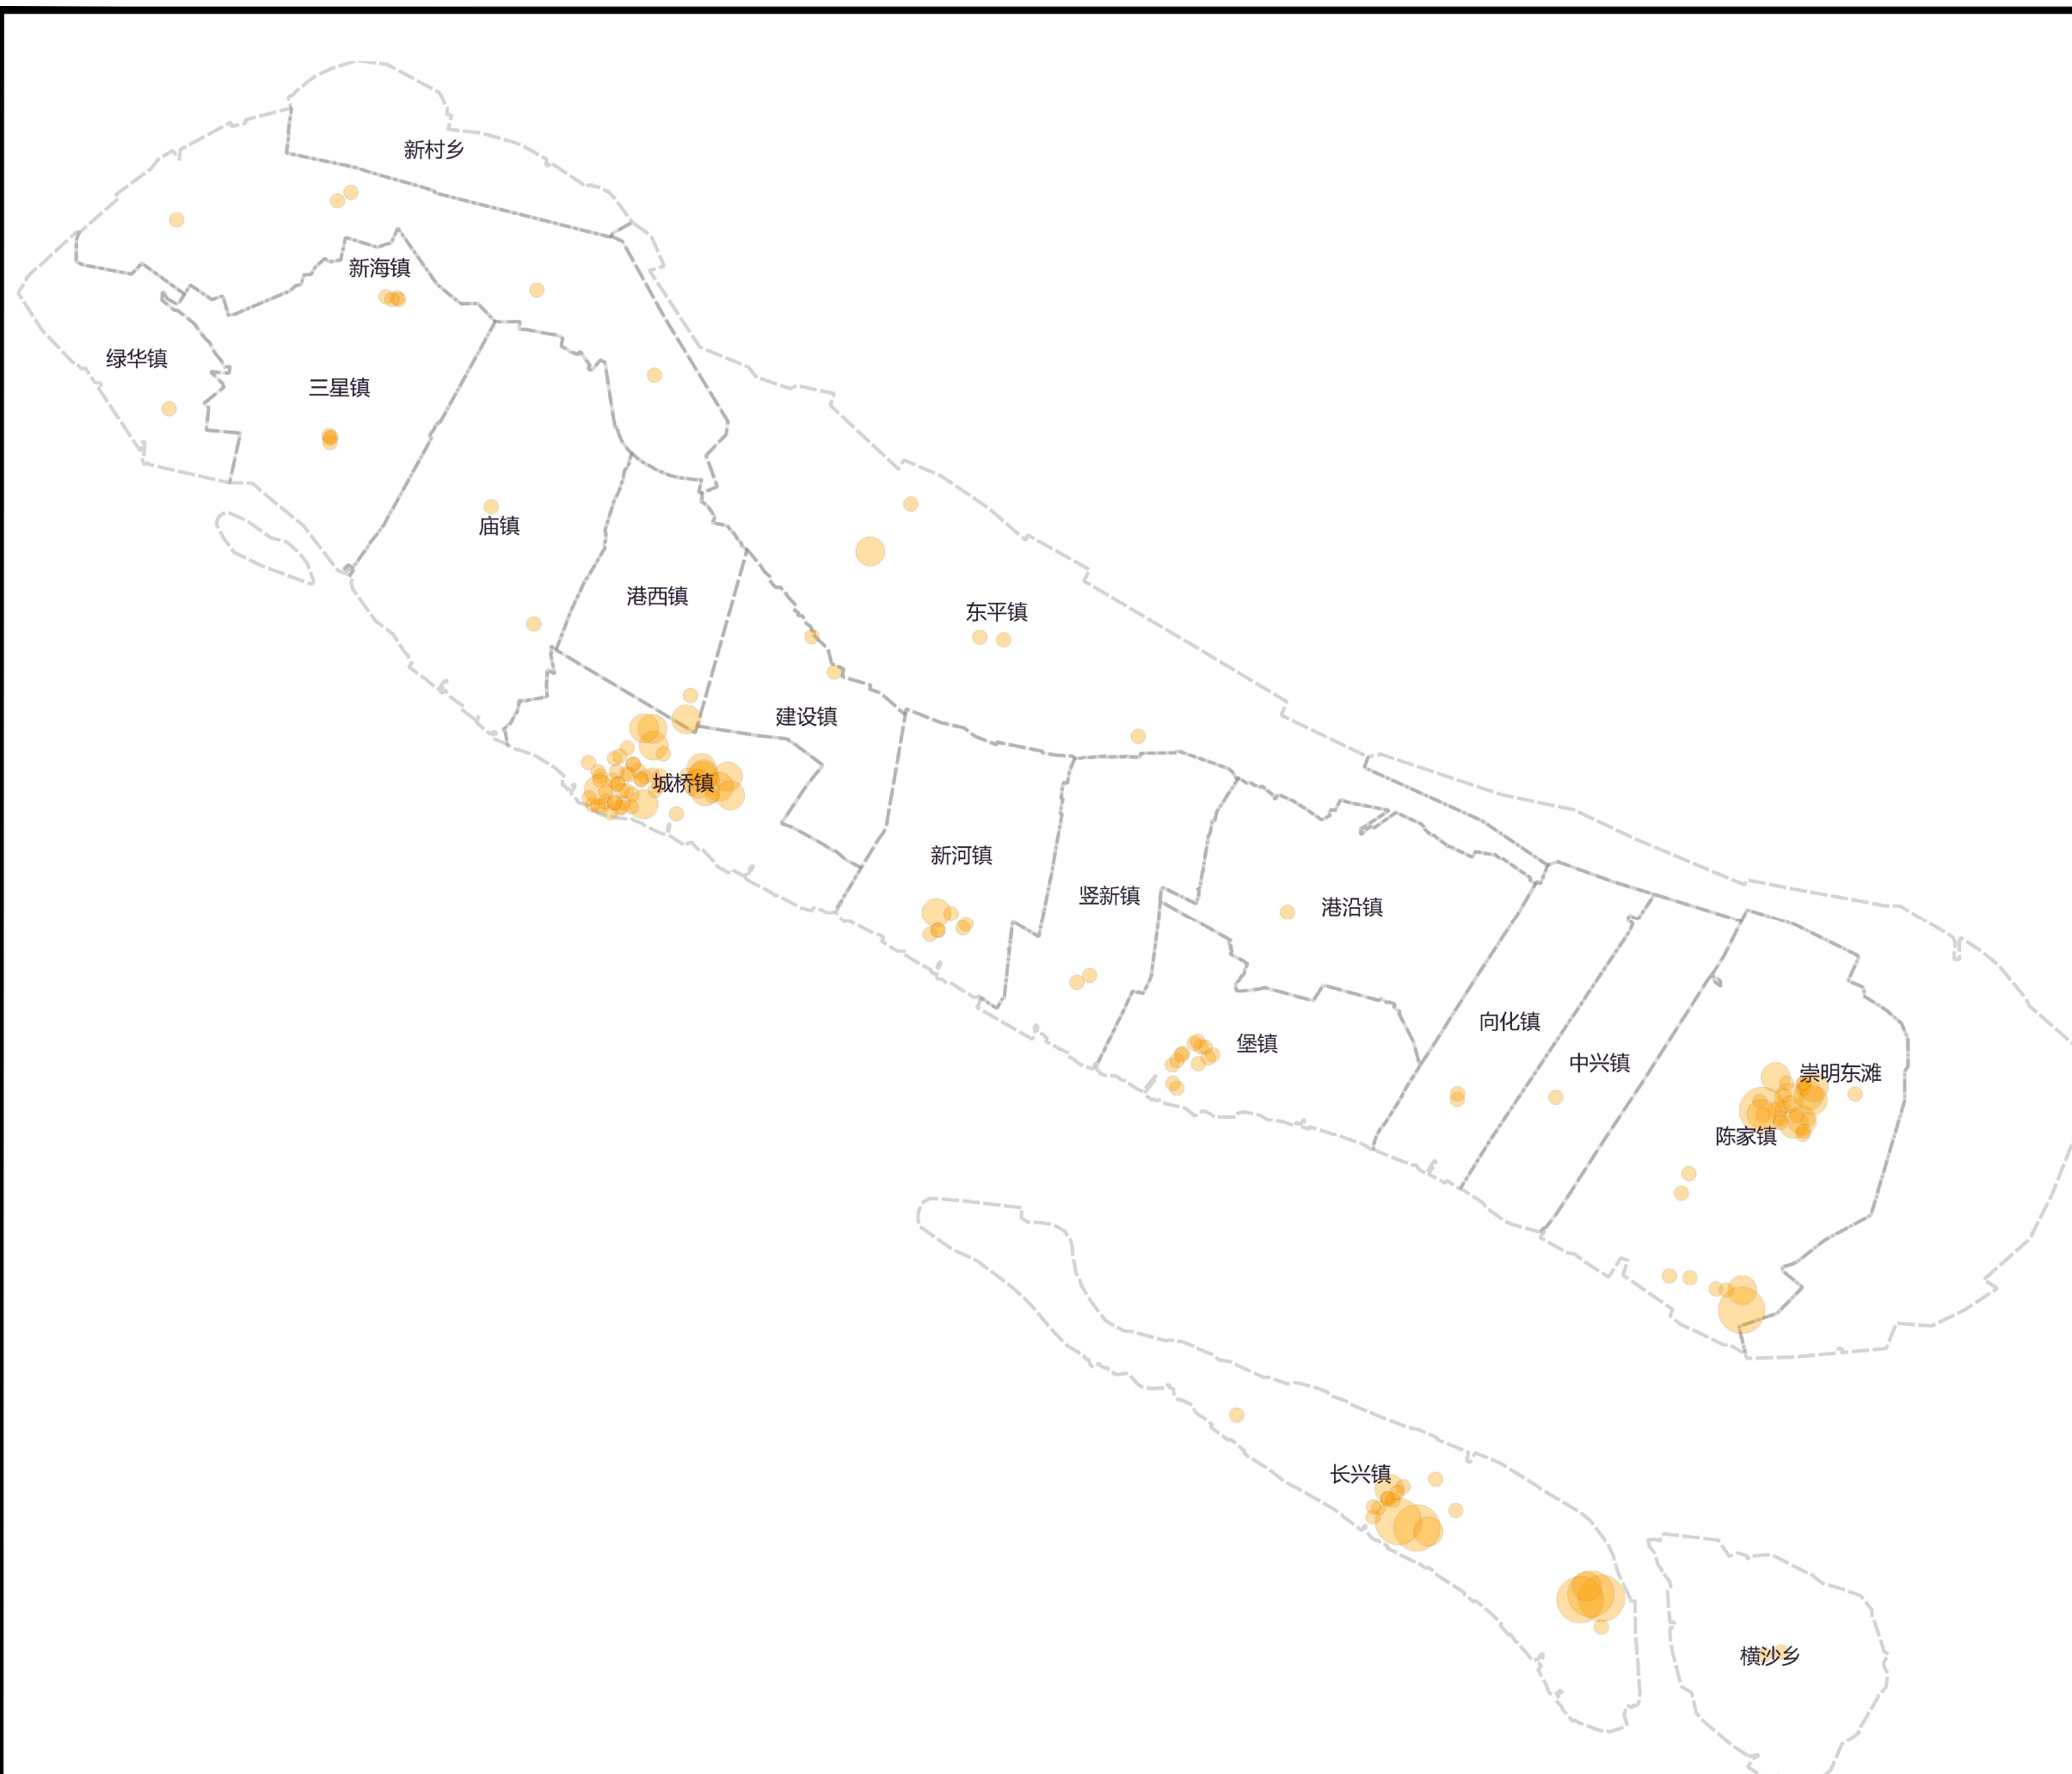 新村乡
新海镇
绿华镇
三星镇
庙镇
港西镇
东平镇
建设镇
城桥镇
新河镇
竖新镇
港沿镇
向化镇
堡镇
中兴镇
崇明东滩
陈家镇
长兴镇
横沙乡